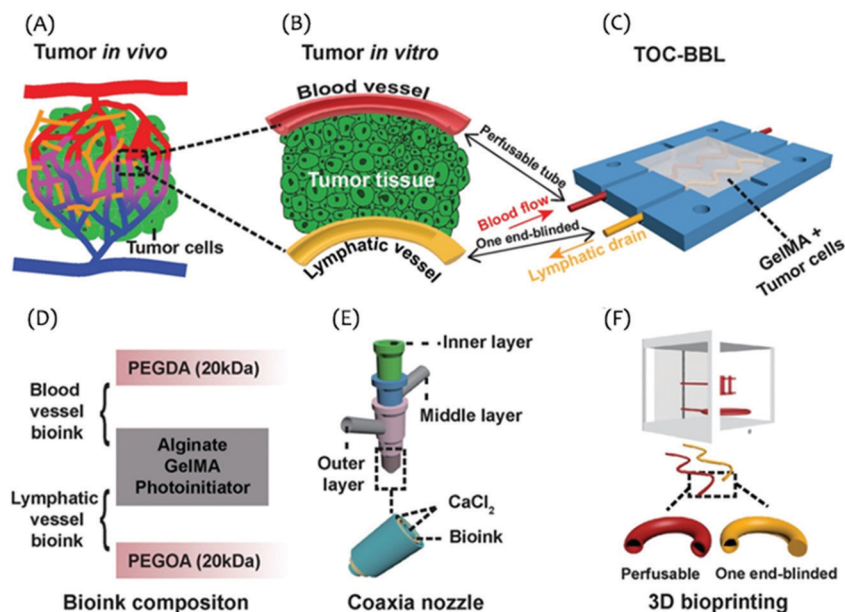 (A)
Tumor in vivo
Tumor cells
(B)
Tumor in vitro
Blood vessel
Tumor tissue
Lymphatic vessel
Perfusable tube
Blood flow
One end-blinded
Lymphatic drain
(C)
TOC-BBL
GelMA +
Tumor cells
(D)
Blood
vessel
bioink
PEGDA (20kDa)
Alginate
GelMA
Photoinitiator
Lymphatic
vessel
bioink
PEGOA (20kDa)
Bioink compositon
(E)
Inner layer
Middle layer
Outer
layer
CaCl₂
Bioink
Coaxia nozzle
(F)
Perfusable
One end-blinded
3D bioprinting